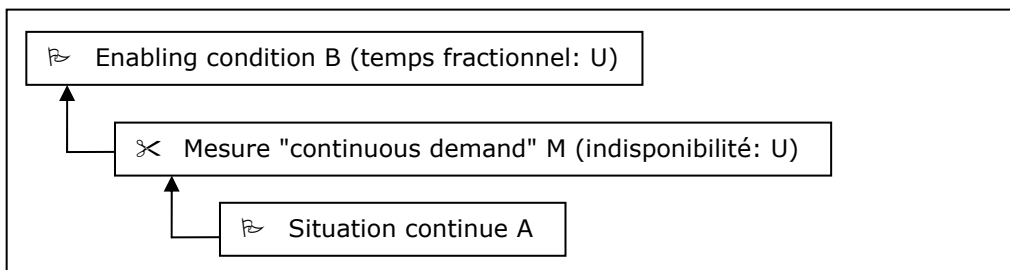 Enabling condition B (temps fractionnel: U)
Mesure "continuous demand" M (indisponibilité: U)
Situation continue A